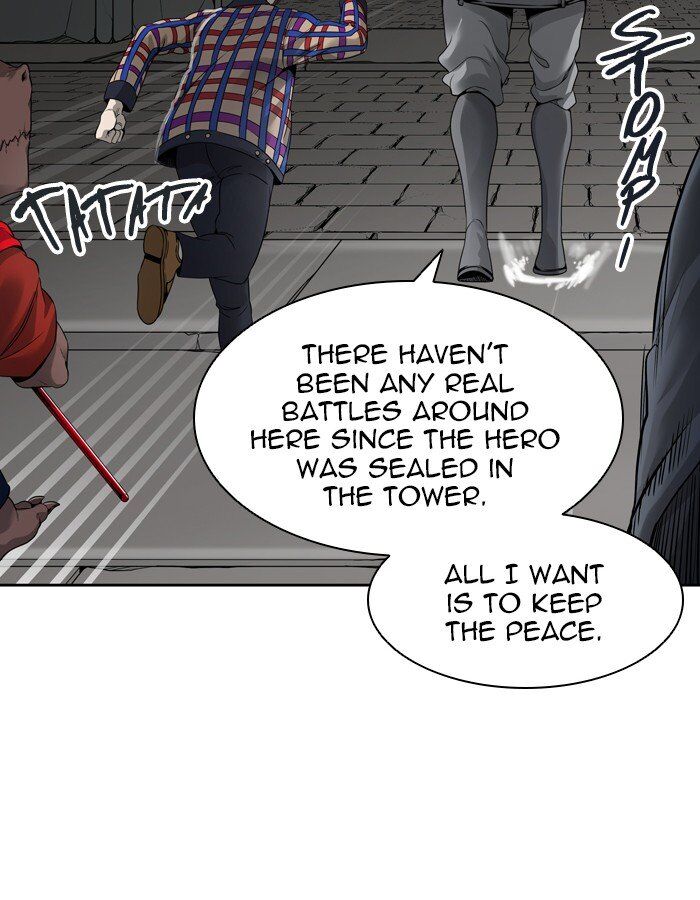 STOMP!
TATATA
THERE HAVEN'T
BEEN ANY REAL
BATTLES AROUND
HERE SINCE THE HERO
WAS SEALED IN
THE TOWER.
ALL I WANT
IS TO KEEP
THE PEACE.